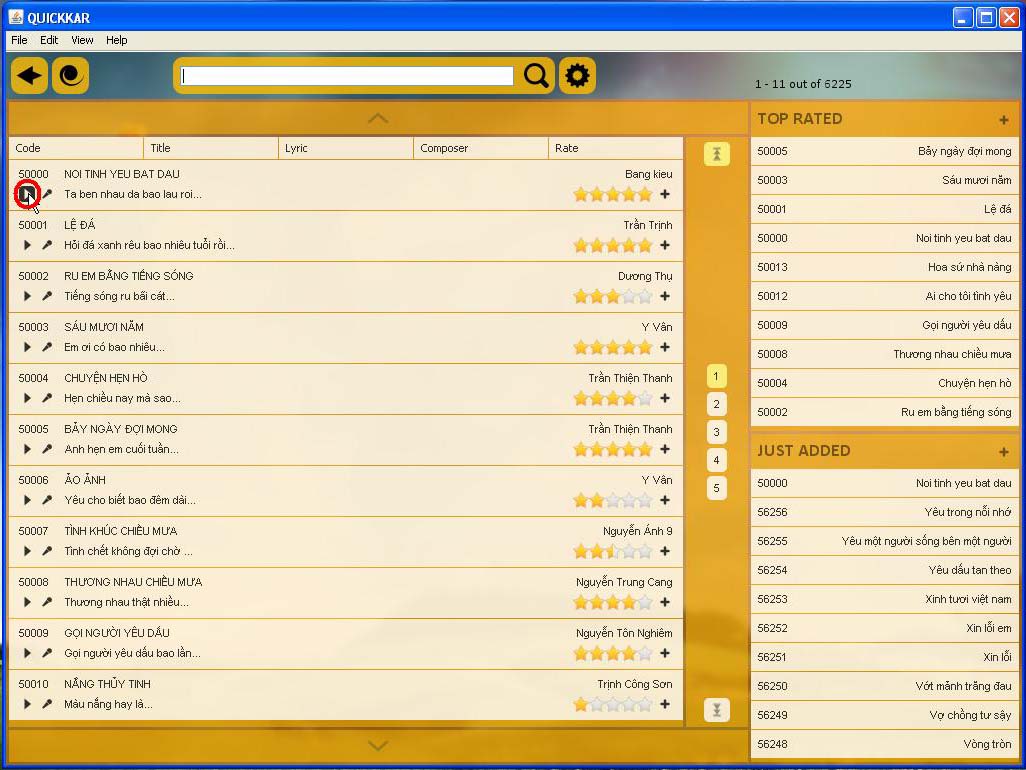 QUICKKAR
File Edit View Help
1 - 11 out of 6225
Code Title Lyric Composer Rate
50000 NOI TINH YEU BAT DAU Bang kieu
Ta ben nhau da bao lau roi...
50001 LỆ ĐÁ Trần Trịnh
Hỏi đá xanh rêu bao nhiêu tuổi rồi...
50002 RU EM BẰNG TIẾNG SÓNG Dương Thụ
Tiếng sóng ru bãi cát...
50003 SÁU MƯƠI NĂM Y Vân
Em ơi có bao nhiêu...
50004 CHUYỆN HẸN HÒ Trần Thiện Thanh
Hẹn chiều nay mà sao...
50005 BẢY NGÀY ĐỢI MONG Trần Thiện Thanh
Anh hẹn em cuối tuần...
50006 ẢO ẢNH Y Vân
Yêu cho biết bao đêm dài...
50007 TÌNH KHÚC CHIỀU MƯA Nguyễn Ánh 9
Tình chết không đợi chờ ...
50008 THƯƠNG NHAU CHIỀU MƯA Nguyễn Trung Cang
Thương nhau thật nhiều...
50009 GỌI NGƯỜI YÊU DẤU Nguyễn Tôn Nghiêm
Gọi người yêu dấu bao lần...
50010 NẮNG THỦY TINH Trịnh Công Sơn
Màu nắng hay là...
1
2
3
4
5
TOP RATED +
50005 Bảy ngày đợi mong
50003 Sáu mươi năm
50001 Lệ đá
50000 Noi tinh yeu bat dau
50013 Hoa sứ nhà nàng
50012 Ai cho tôi tình yêu
50009 Gọi người yêu dấu
50008 Thương nhau chiều mưa
50004 Chuyện hẹn hò
50002 Ru em bằng tiếng sóng
JUST ADDED +
50000 Noi tinh yeu bat dau
56256 Yêu trong nỗi nhớ
56255 Yêu một người sống bên một người
56254 Yêu dấu tan theo
56253 Xinh tươi việt nam
56252 Xin lỗi em
56251 Xin lỗi
56250 Vớt mảnh trăng đau
56249 Vợ chồng tư sậy
56248 Vòng tròn